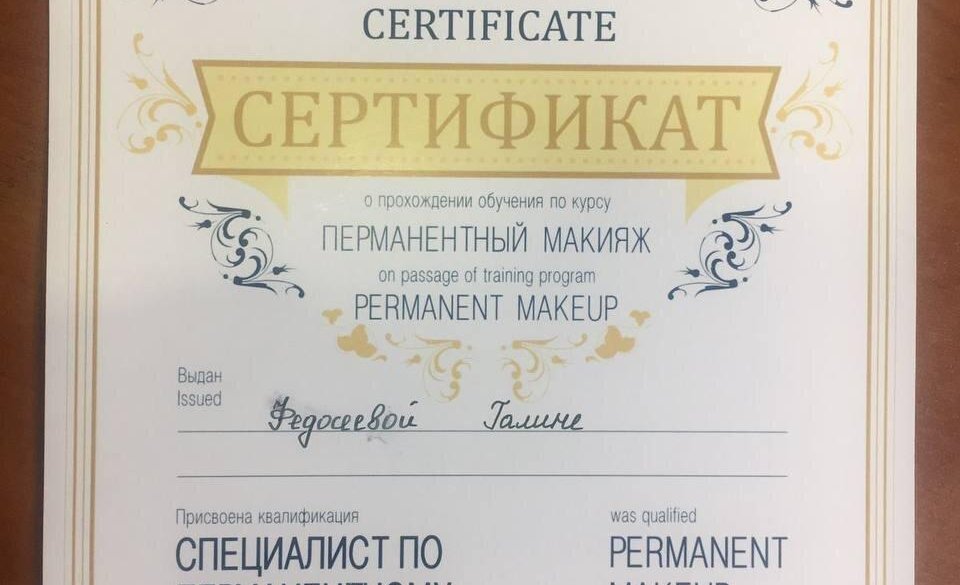 CERTIFICATE
СЕРТИФИКАТ
о прохождении обучения по курсу
ПЕРМАНЕНТНЫЙ МАКИЯЖ
on passage of training program
PERMANENT MAKEUP
Выдан
Issued
Федосеевой Галине
Присвоена квалификация
СПЕЦИАЛИСТ ПО
was qualified
PERMANENT